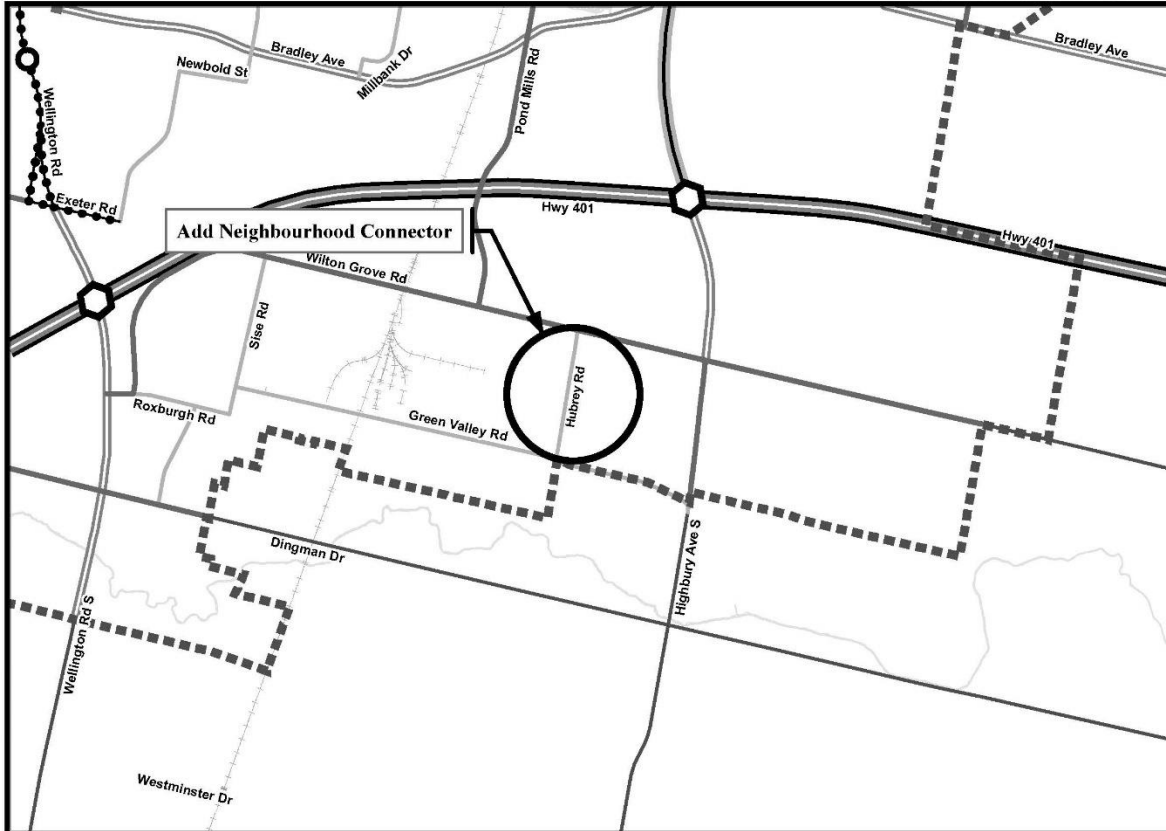 Bradley Ave
Bradley Ave
Newbold St
Millbank Dr
Pond Mills Rd
Wellington Rd
Exeter Rd
Hwy 401
Add Neighbourhood Connector
Hwy 401
Wilton Grove Rd
Sise Rd
Hubrey Rd
Roxburgh Rd
Green Valley Rd
Dingman Dr
Highbury Ave S
Wellington Rd S
Westminster Dr